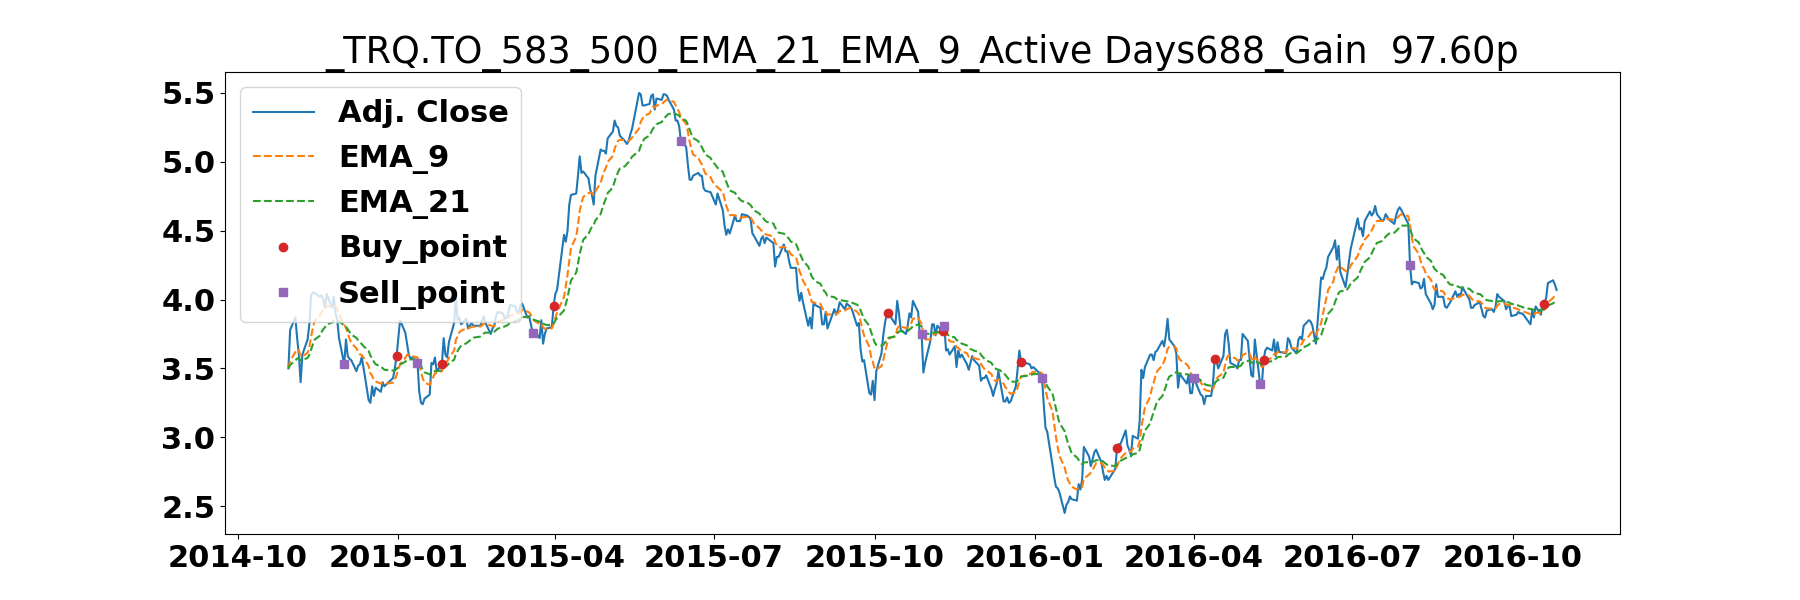 _TRQ.TO_583_500_EMA_21_EMA_9_Active Days688_Gain  97.60p
5.5
5.0
4.5
4.0
3.5
3.0
2.5
Adj. Close
EMA_9
EMA_21
Buy_point
Sell_point
2014-10 2015-01 2015-04 2015-07 2015-10 2016-01 2016-04 2016-07 2016-10